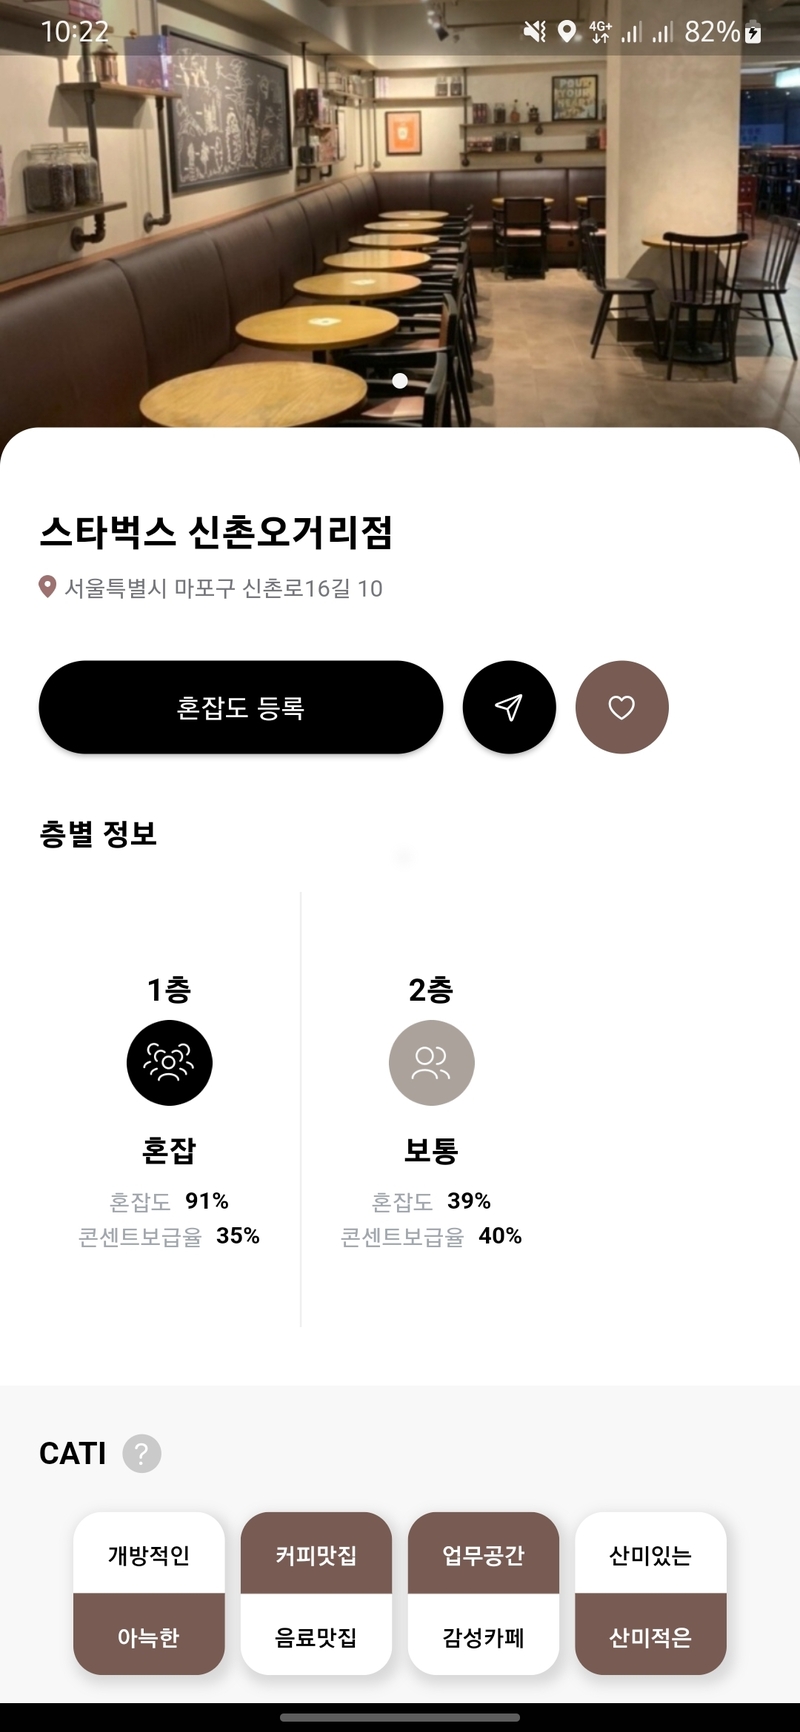 10:22
4G+
82%
POUR
YOUR
HEART
스타벅스 신촌오거리점
서울특별시 마포구 신촌로16길 10
혼잡도 등록
층별 정보
1층
혼잡
혼잡도 91%
콘센트보급율 35%
2층
보통
혼잡도 39%
콘센트보급율 40%
CATI ?
개방적인 커피맛집 업무공간 산미있는
아늑한 음료맛집 감성카페 산미적은